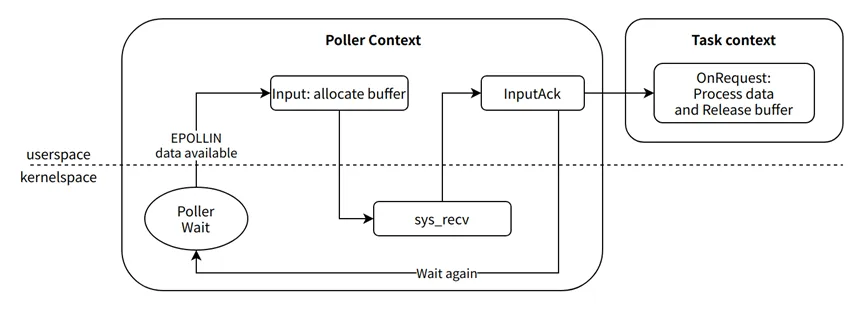 Poller Context
Task context
Input: allocate buffer
InputAck
OnRequest:
Process data
and Release buffer
EPOLLIN
data available
userspace
kernelspace
Poller
Wait
sys_recv
Wait again